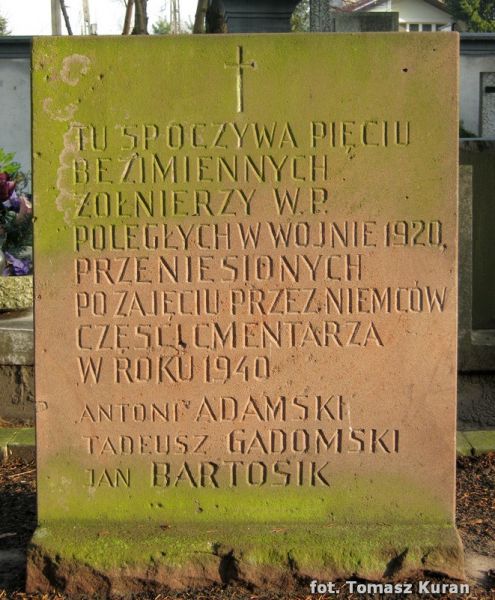 TU SPOCZYWA PIĘCIU
BEZIMIENNYCH
ŻOŁNIERZY W.P.
POLEGŁYCH W WOJNIE 1920,
PRZENIESIONYCH
PO ZAJĘCIU PRZEZ NIEMCÓW
CZĘŚCI CMENTARZA
W ROKU 1940
ANTONI ADAMSKI
TADEUSZ GADOMSKI
JAN BARTOSIK
fot. Tomasz Kuran